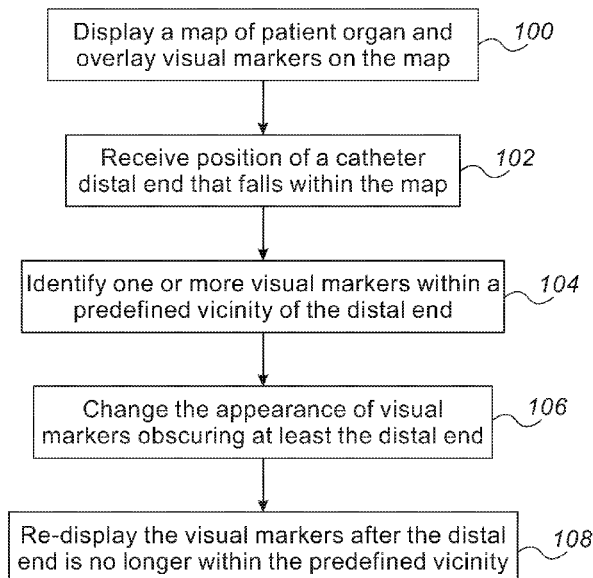 Display a map of patient organ and
overlay visual markers on the map
100
Receive position of a catheter
distal end that falls within the map
102
Identify one or more visual markers within a
predefined vicinity of the distal end
104
Change the appearance of visual
markers obscuring at least the distal end
106
Re-display the visual markers after the distal
end is no longer within the predefined vicinity
108